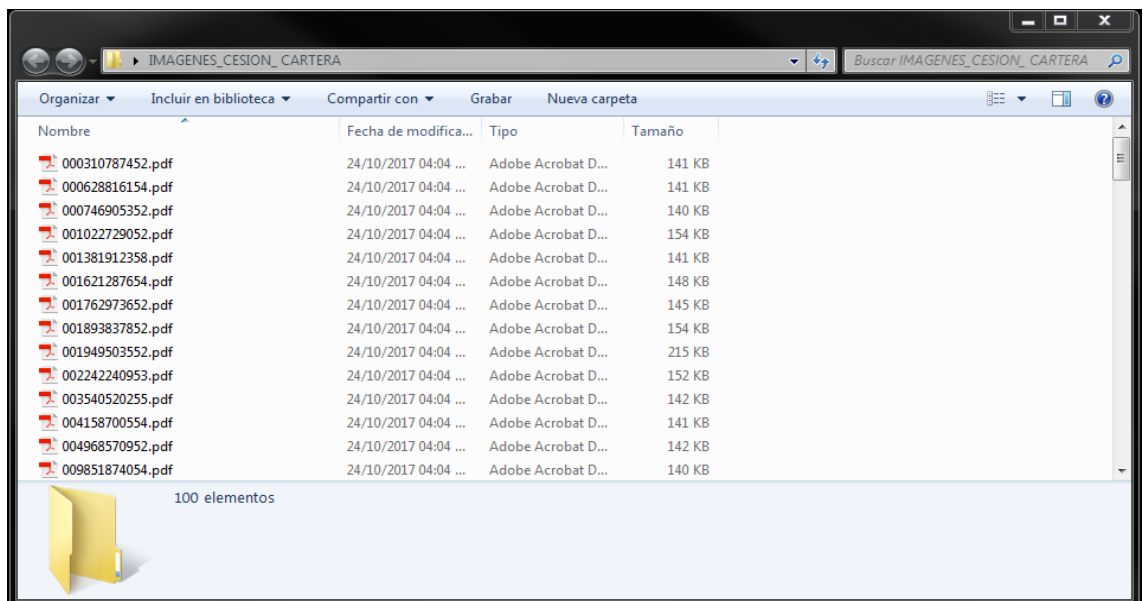 IMAGENES_CESION_ CARTERA
Buscar IMAGENES_CESION_ CARTERA
Organizar Incluir en biblioteca Compartir con Grabar Nueva carpeta
Nombre Fecha de modifica... Tipo Tamaño
000310787452.pdf 24/10/2017 04:04 ... Adobe Acrobat D... 141 KB
000628816154.pdf 24/10/2017 04:04 ... Adobe Acrobat D... 141 KB
000746905352.pdf 24/10/2017 04:04 ... Adobe Acrobat D... 140 KB
001022729052.pdf 24/10/2017 04:04 ... Adobe Acrobat D... 154 KB
001381912358.pdf 24/10/2017 04:04 ... Adobe Acrobat D... 141 KB
001621287654.pdf 24/10/2017 04:04 ... Adobe Acrobat D... 148 KB
001762973652.pdf 24/10/2017 04:04 ... Adobe Acrobat D... 145 KB
001893837852.pdf 24/10/2017 04:04 ... Adobe Acrobat D... 154 KB
001949503552.pdf 24/10/2017 04:04 ... Adobe Acrobat D... 215 KB
002242240953.pdf 24/10/2017 04:04 ... Adobe Acrobat D... 152 KB
003540520255.pdf 24/10/2017 04:04 ... Adobe Acrobat D... 142 KB
004158700554.pdf 24/10/2017 04:04 ... Adobe Acrobat D... 141 KB
004968570952.pdf 24/10/2017 04:04 ... Adobe Acrobat D... 142 KB
009851874054.pdf 24/10/2017 04:04 ... Adobe Acrobat D... 140 KB
100 elementos